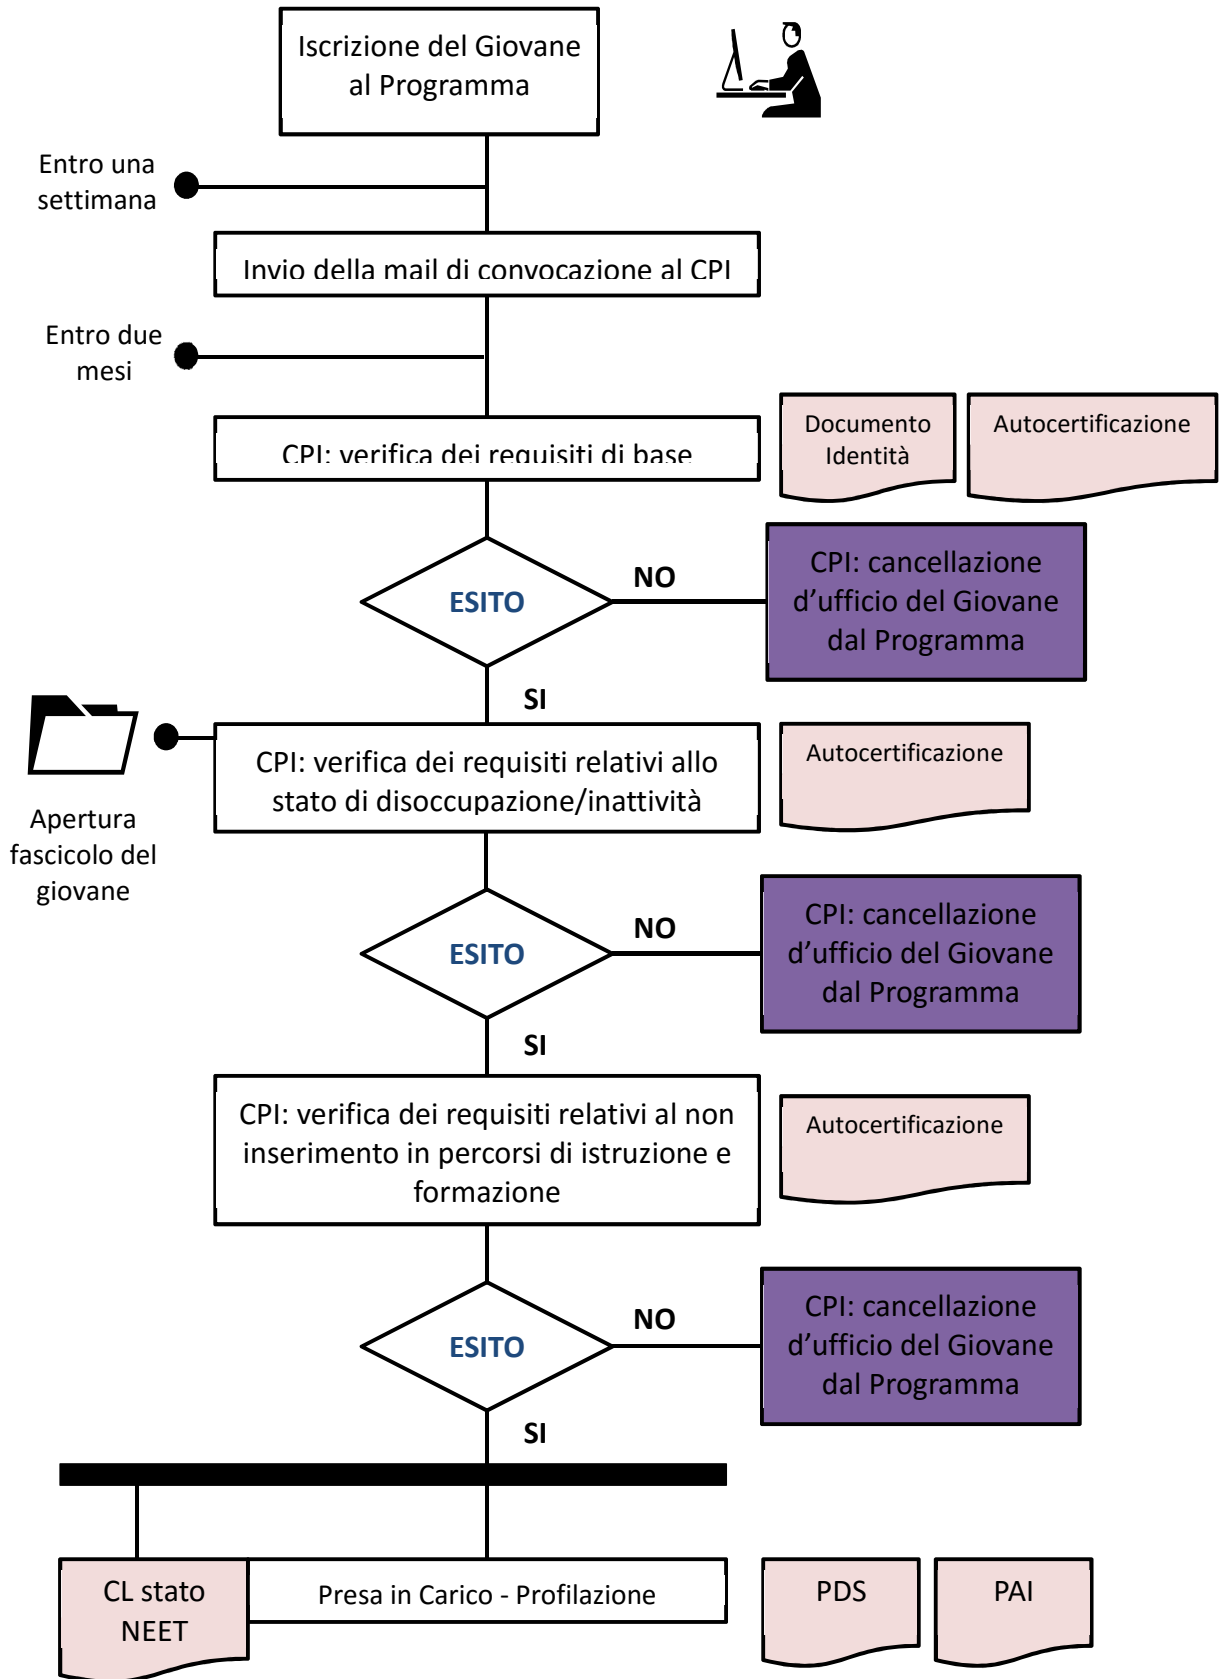 Iscrizione del Giovane
al Programma
Entro una
settimana
Invio della mail di convocazione al CPI
Entro due
mesi
CPI: verifica dei requisiti di base
Documento
Identità
Autocertificazione
ESITO
NO
CPI: cancellazione
d’ufficio del Giovane
dal Programma
SI
Apertura
fascicolo del
giovane
CPI: verifica dei requisiti relativi allo
stato di disoccupazione/inattività
Autocertificazione
ESITO
NO
CPI: cancellazione
d’ufficio del Giovane
dal Programma
SI
CPI: verifica dei requisiti relativi al non
inserimento in percorsi di istruzione e
formazione
Autocertificazione
ESITO
NO
CPI: cancellazione
d’ufficio del Giovane
dal Programma
SI
CL stato
NEET
Presa in Carico - Profilazione
PDS
PAI